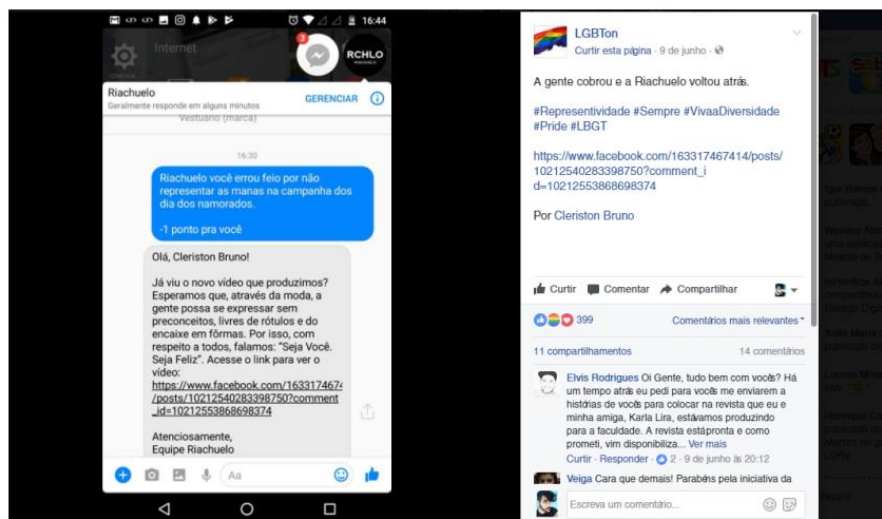 16:44
Internet
3
RCHLO
RIACHUELO
Riachuelo
Geralmente responde em alguns minutos
GERENCIAR
Vestuário (marca)
16:30
Riachuelo você errou feio por não
representar as manas na campanha dos
dia dos namorados.
-1 ponto pra você
Olá, Cleriston Bruno!
Já viu o novo vídeo que produzimos?
Esperamos que, através da moda, a
gente possa se expressar sem
preconceitos, livres de rótulos e do
encaixe em fôrmas. Por isso, com
respeito a todos, falamos: “Seja Você.
Seja Feliz”. Acesse o link para ver o
vídeo:
https://www.facebook.com/1633174674
/posts/10212540283398750?comment
_id=10212553868698374
Atenciosamente,
Equipe Riachuelo
Aa
LGBTon
Curtir esta página · 9 de junho ·
A gente cobrou e a Riachuelo voltou atrás.
#Representividade #Sempre #VivaaDiversidade
#Pride #LBGT
https://www.facebook.com/163317467414/posts/
10212540283398750?comment_i
d=10212553868698374
Por Cleriston Bruno
Curtir Comentar Compartilhar
399 Comentários mais relevantes
11 compartilhamentos 14 comentários
Elvis Rodrigues Oi Gente, tudo bem com vocês? Há
um tempo atrás eu pedi para vocês me enviarem a
histórias de vocês para colocar na revista que eu e
minha amiga, Karla Lira, estávamos produzindo
para a faculdade. A revista está pronta e como
prometi, vim disponibiliza... Ver mais
Curtir · Responder · 2 · 9 de junho às 20:12
Veiga Cara que demais! Parabéns pela iniciativa da
Escreva um comentário...